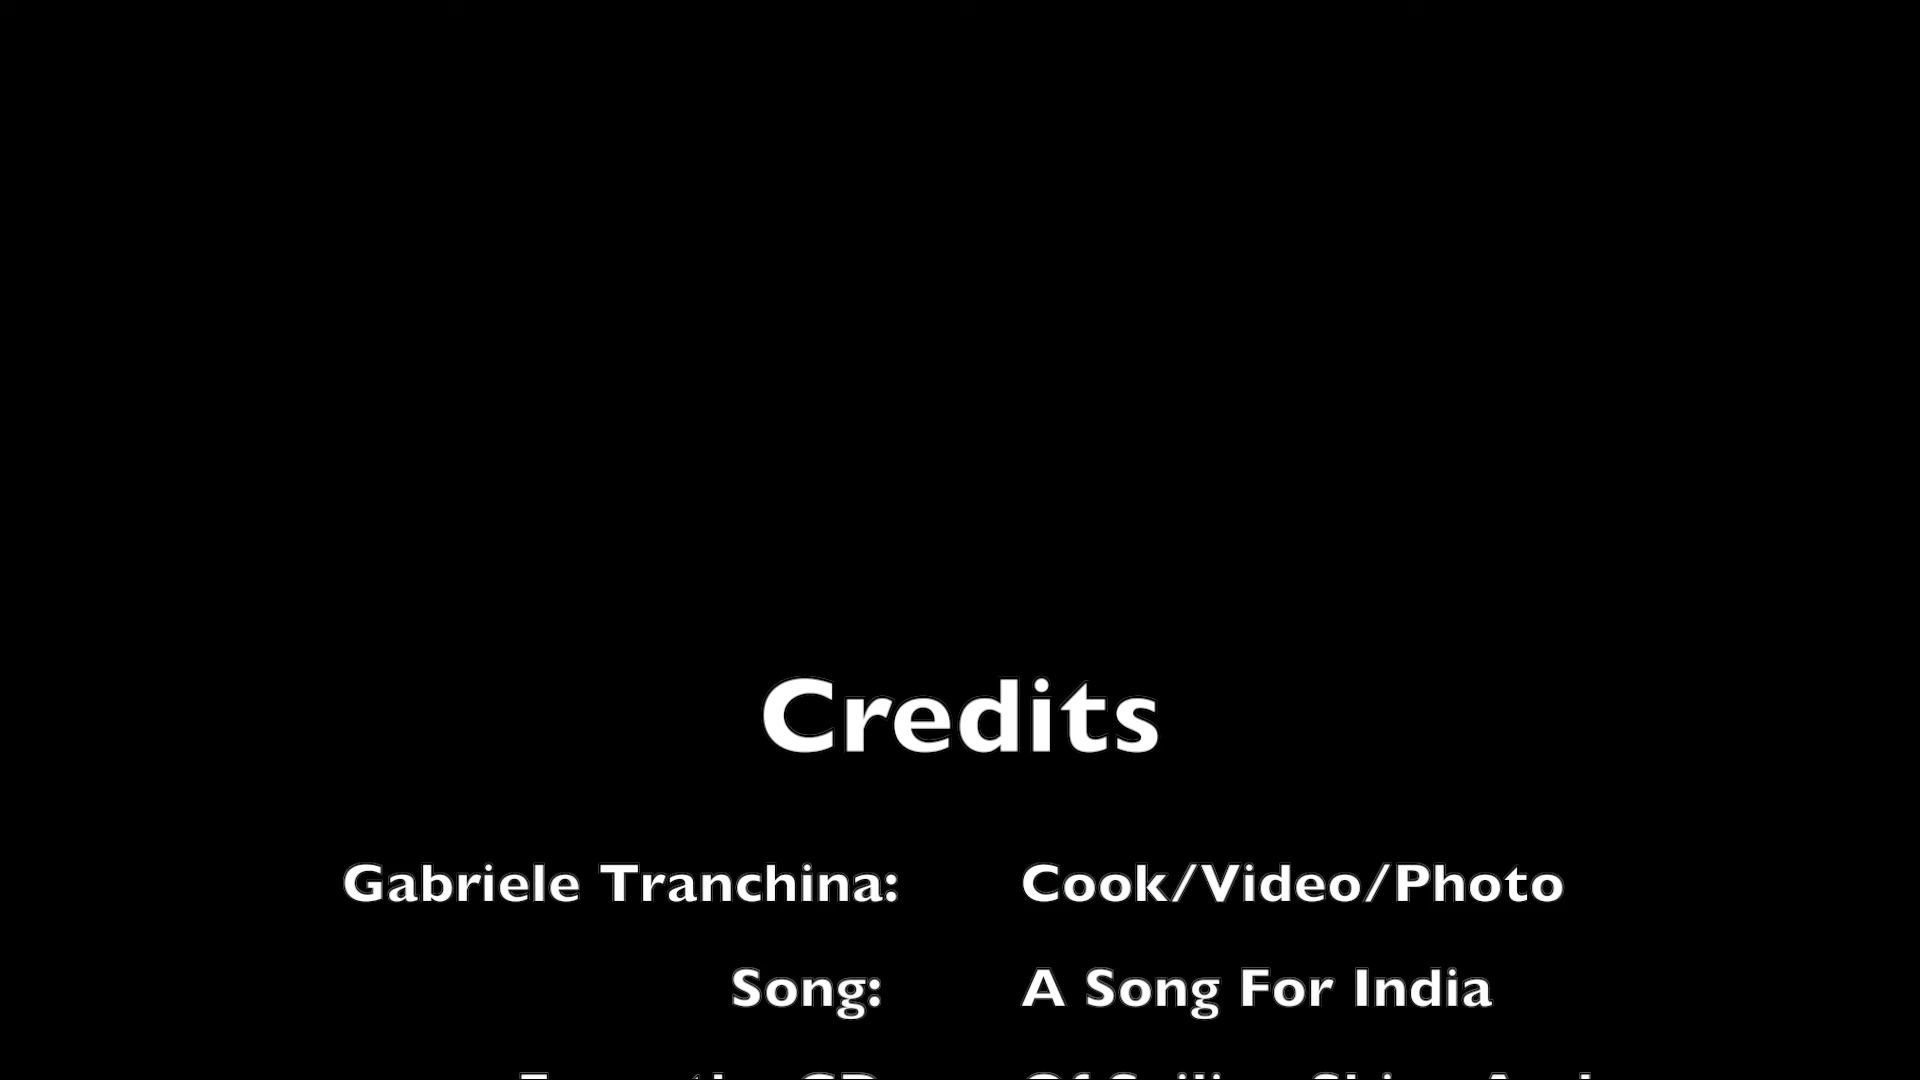 Credits
Gabriele Tranchina: Cook/Video/Photo
Song: A Song For India